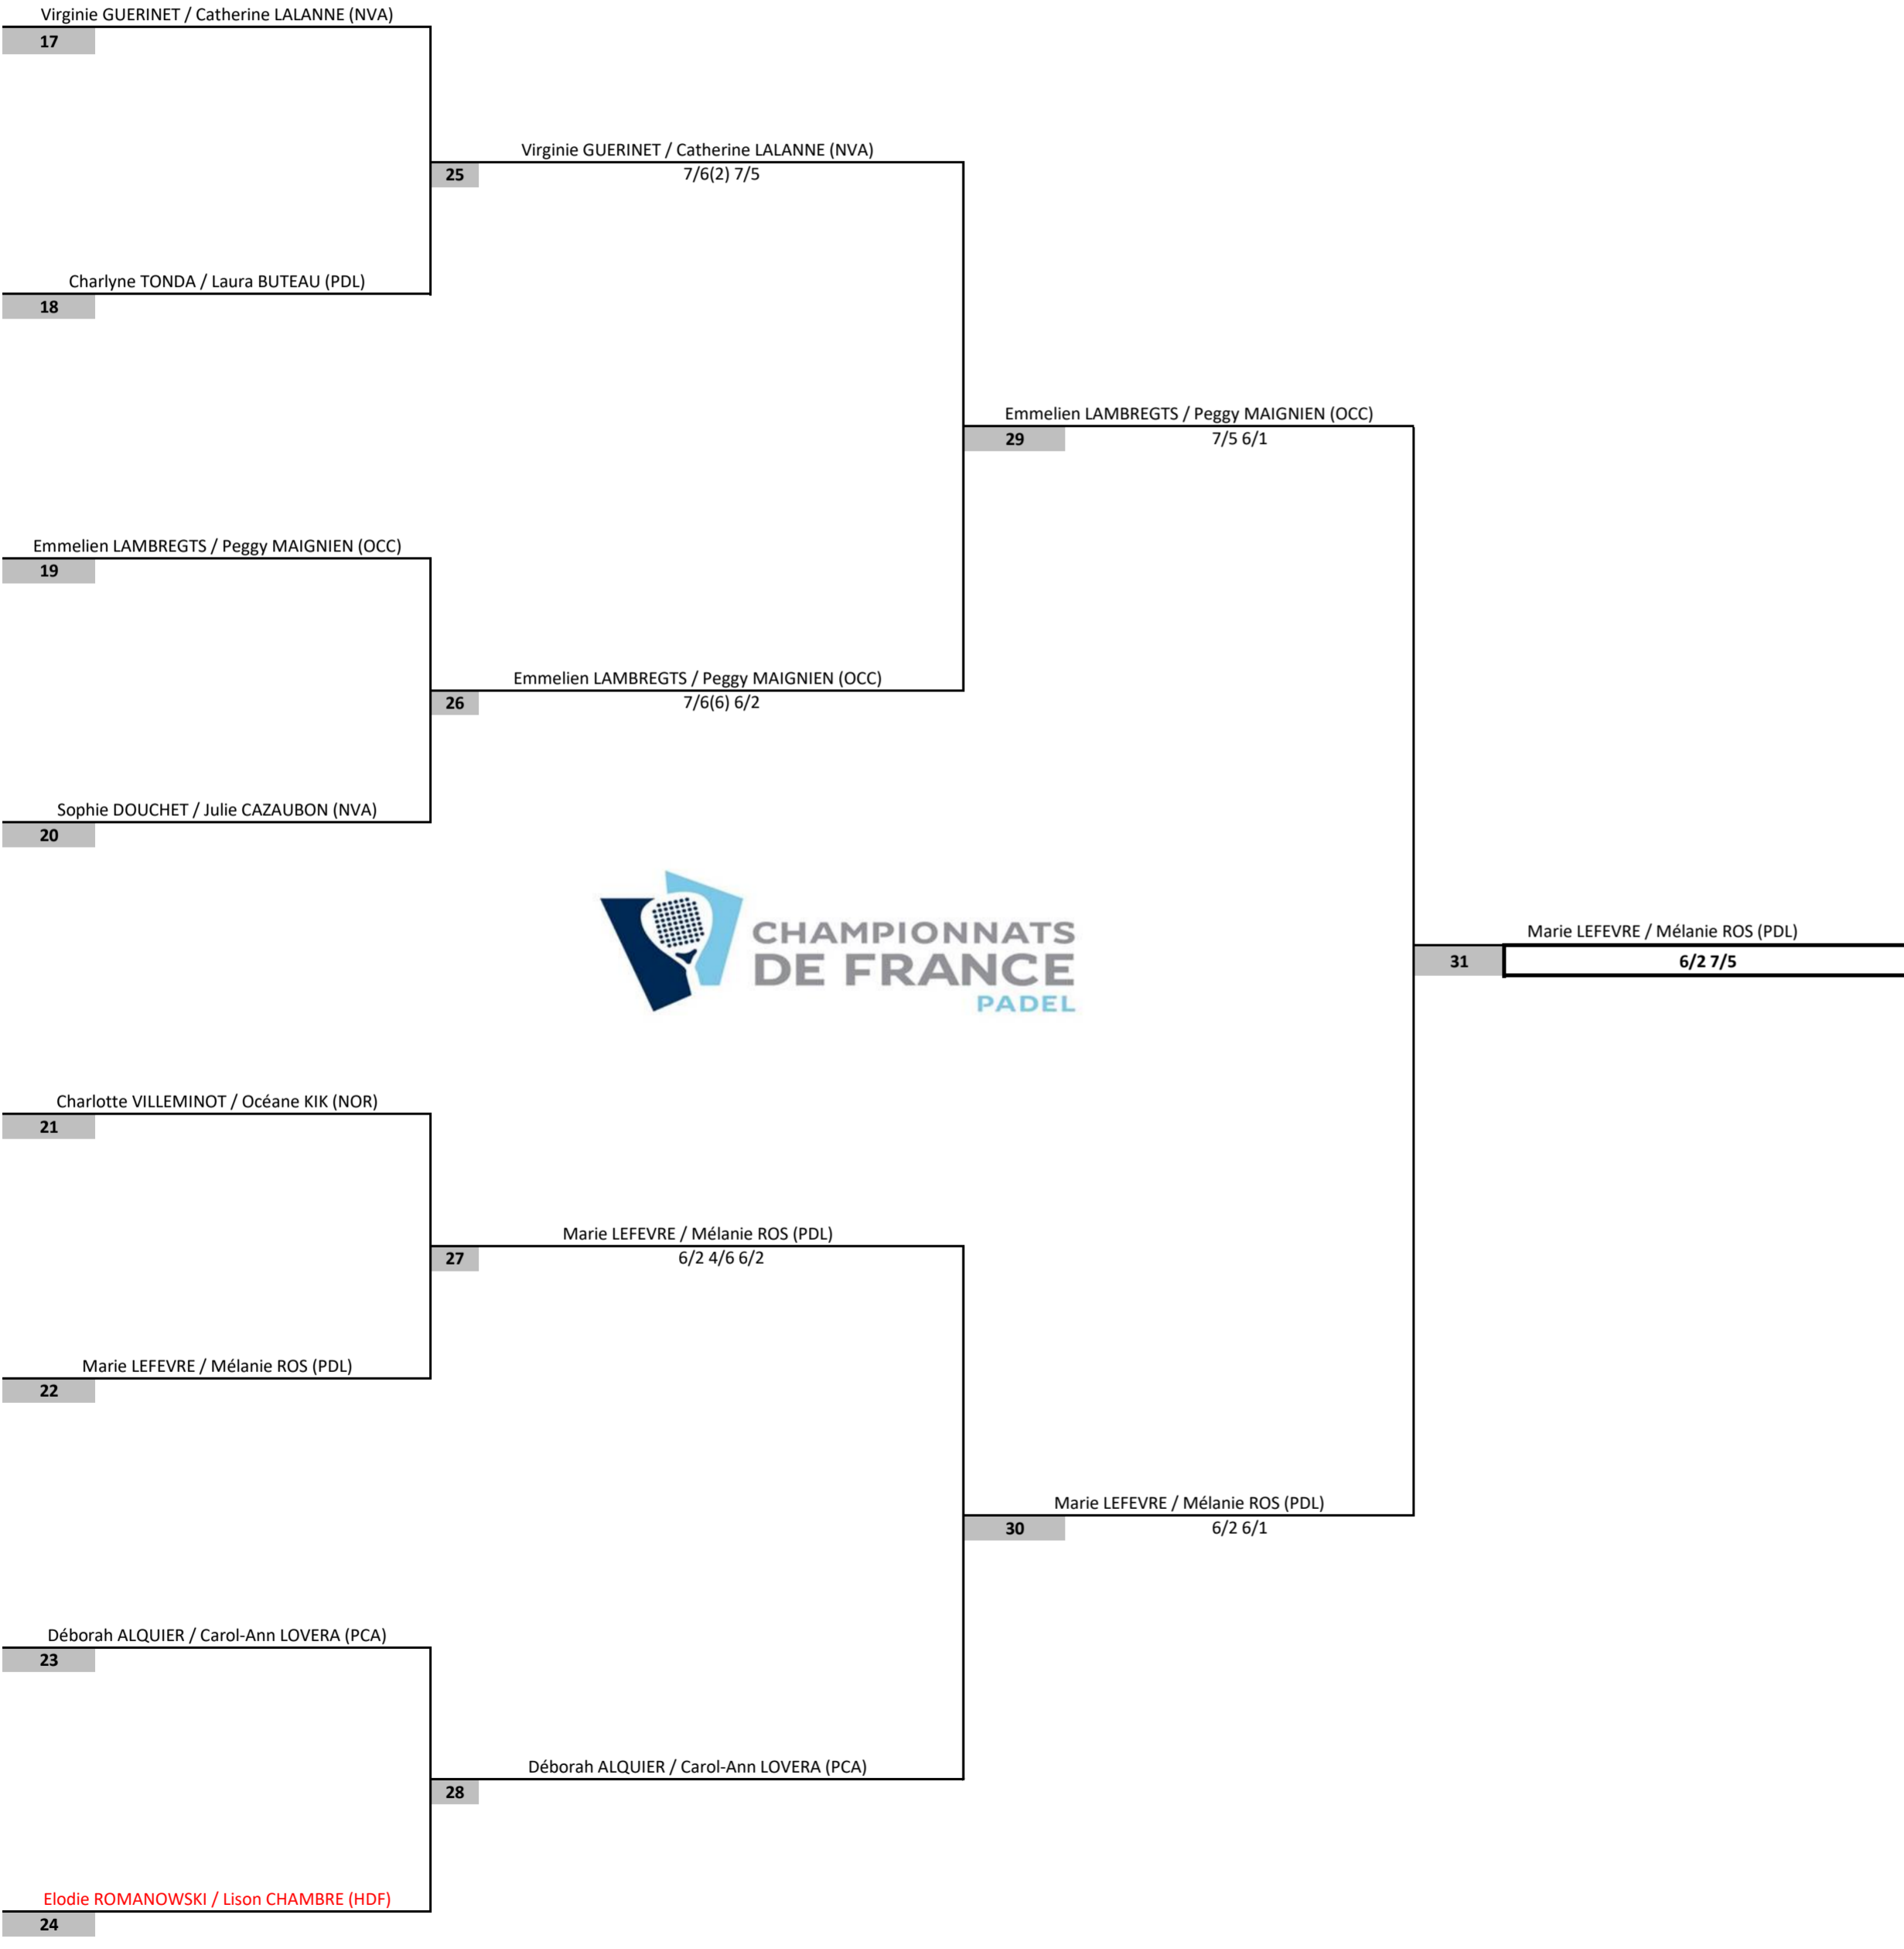 Virginie GUERINET / Catherine LALANNE (NVA)
17
Virginie GUERINET / Catherine LALANNE (NVA)
25
7/6(2) 7/5
Charlyne TONDA / Laura BUTEAU (PDL)
18
Emmelien LAMBREGTS / Peggy MAIGNIEN (OCC)
29
7/5 6/1
Emmelien LAMBREGTS / Peggy MAIGNIEN (OCC)
19
Emmelien LAMBREGTS / Peggy MAIGNIEN (OCC)
26
7/6(6) 6/2
Sophie DOUCHET / Julie CAZAUBON (NVA)
20
CHAMPIONNATS
DE FRANCE
PADEL
Marie LEFEVRE / Mélanie ROS (PDL)
31
6/2 7/5
Charlotte VILLEMINOT / Océane KIK (NOR)
21
Marie LEFEVRE / Mélanie ROS (PDL)
27
6/2 4/6 6/2
Marie LEFEVRE / Mélanie ROS (PDL)
22
Marie LEFEVRE / Mélanie ROS (PDL)
30
6/2 6/1
Déborah ALQUIER / Carol-Ann LOVERA (PCA)
23
Déborah ALQUIER / Carol-Ann LOVERA (PCA)
28
Elodie ROMANOWSKI / Lison CHAMBRE (HDF)
24